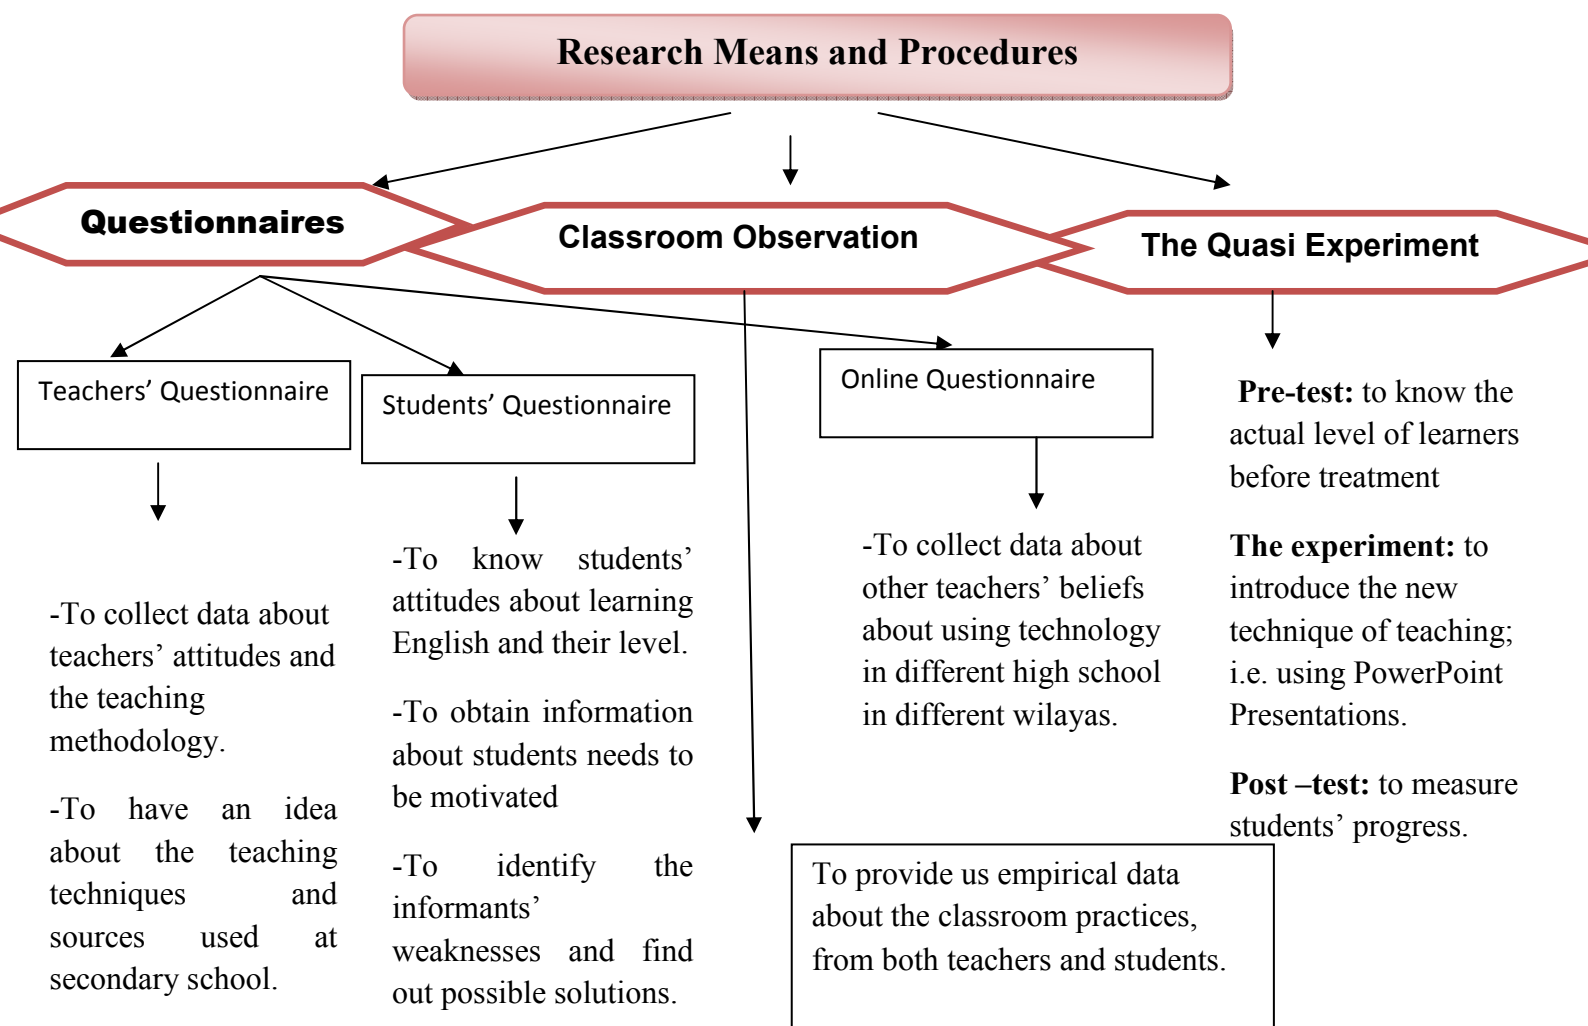 Research Means and Procedures
Questionnaires
Classroom Observation
The Quasi Experiment
Teachers’ Questionnaire
Students’ Questionnaire
Online Questionnaire
-To collect data about
teachers’ attitudes and
the teaching
methodology.
-To have an idea
about the teaching
techniques and
sources used at
secondary school.
-To know students’
attitudes about learning
English and their level.
-To obtain information
about students needs to
be motivated
-To identify the
informants’
weaknesses and find
out possible solutions.
-To collect data about
other teachers’ beliefs
about using technology
in different high school
in different wilayas.
To provide us empirical data
about the classroom practices,
from both teachers and students.
Pre-test: to know the
actual level of learners
before treatment
The experiment: to
introduce the new
technique of teaching;
i.e. using PowerPoint
Presentations.
Post –test: to measure
students’ progress.